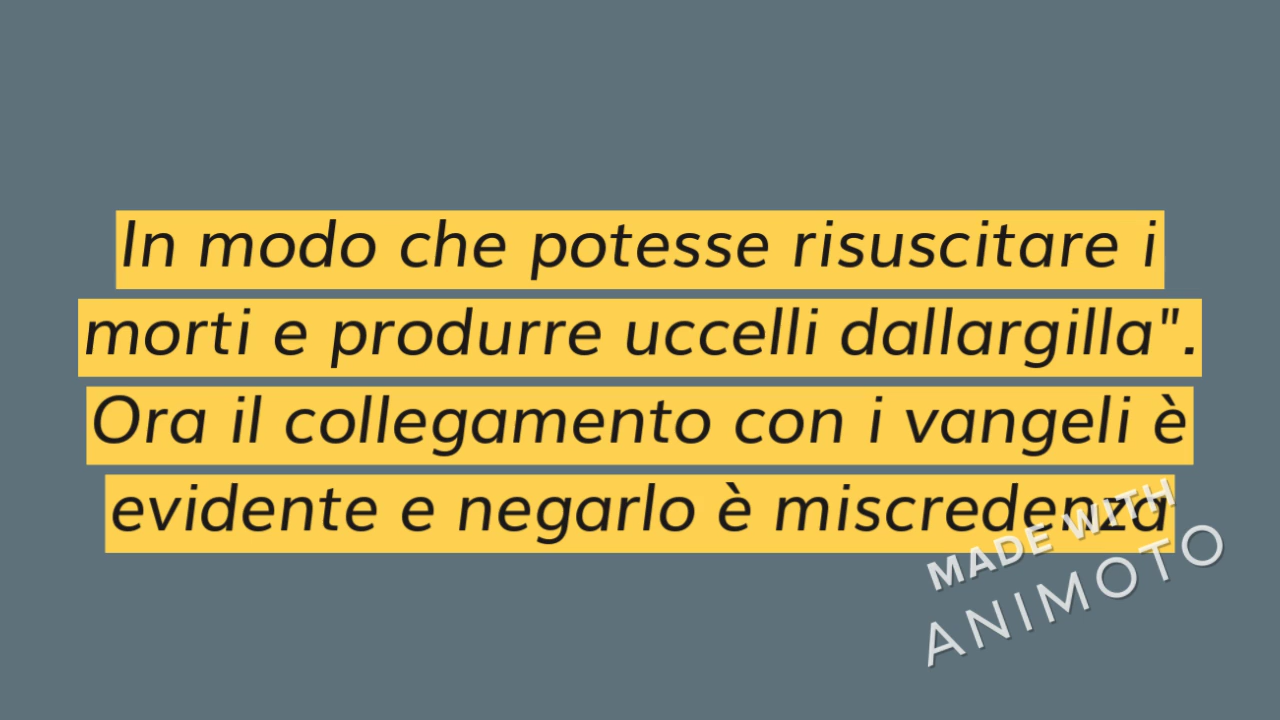 In modo che potesse risuscitare i
morti e produrre uccelli dallargilla".
Ora il collegamento con i vangeli è
evidente e negarlo è miscredenza
MADE WITH
ANIMOTO